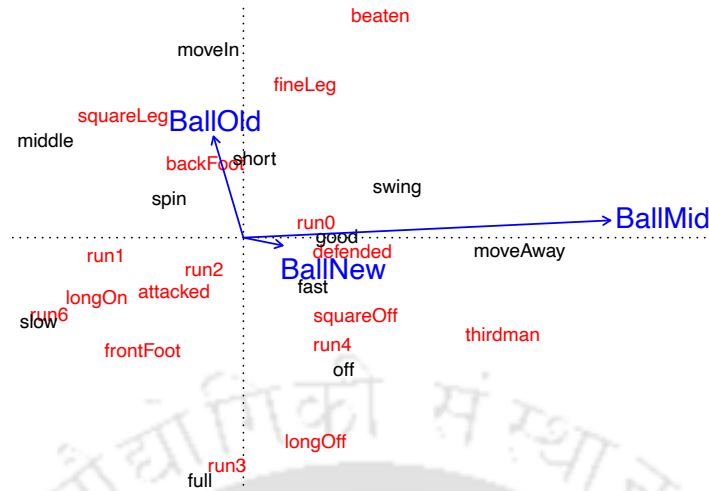 beaten
moveIn
fineLeg
squareLeg
BallOld
middle
backFoot
short
swing
spin
run0
BallMid
good
defended
moveAway
run1
run2
BallNew
fast
longOn
attacked
run6
slow
squareOff
thirdman
frontFoot
run4
off
longOff
run3
full